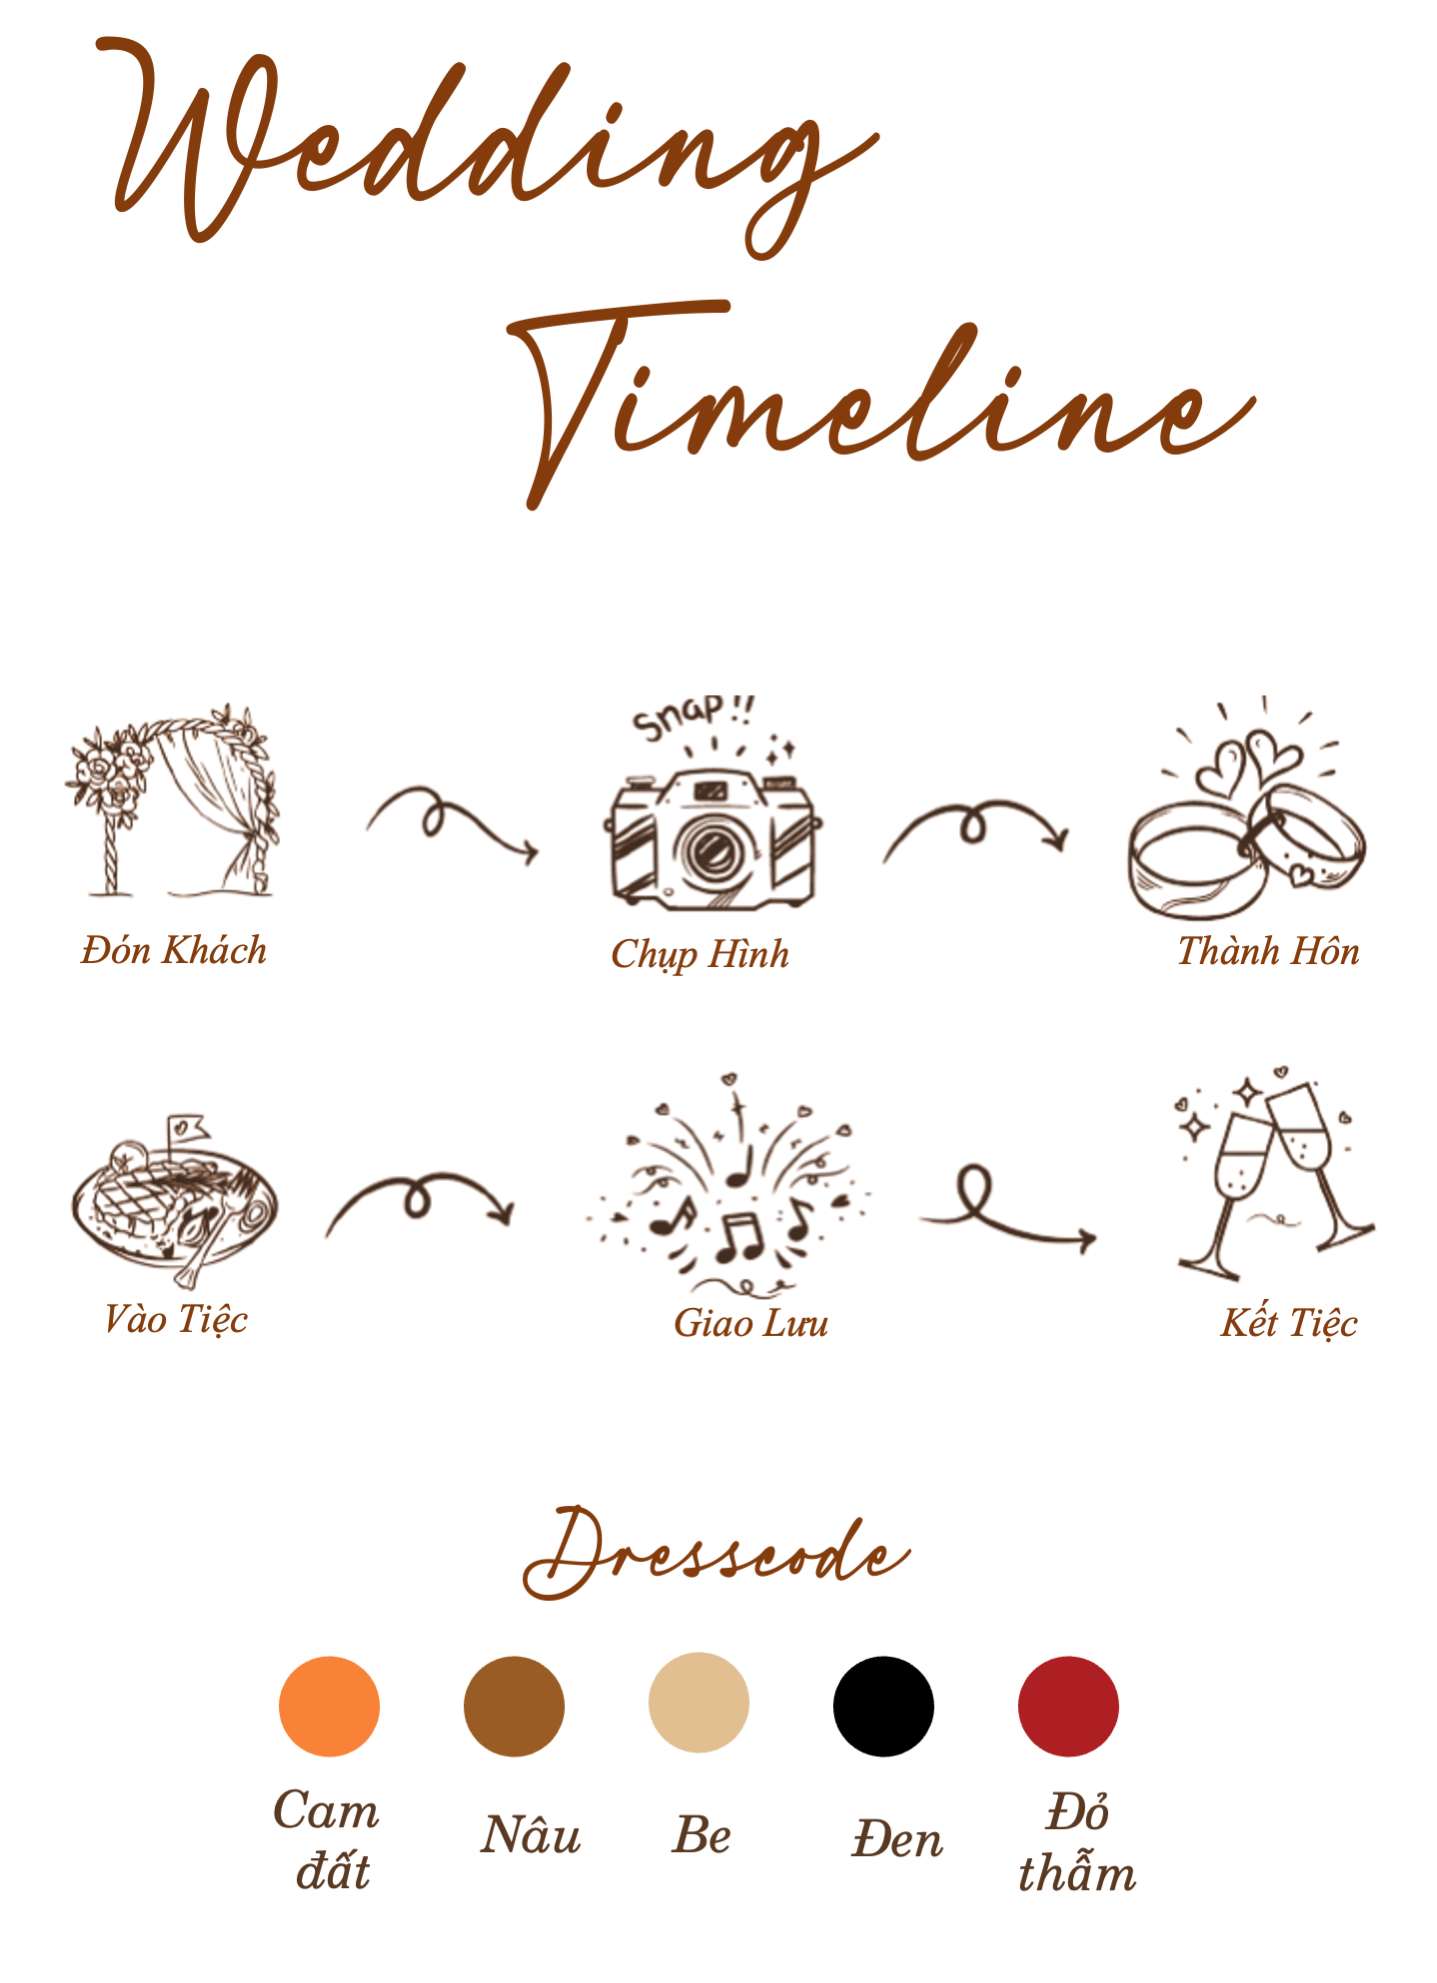 Wedding
Timeline
Snap!!
Đón Khách
Chụp Hình
Thành Hôn
Vào Tiệc
Giao Lưu
Kết Tiệc
Dresscode
Cam
đất
Nâu
Be
Đen
Đỏ
thẫm